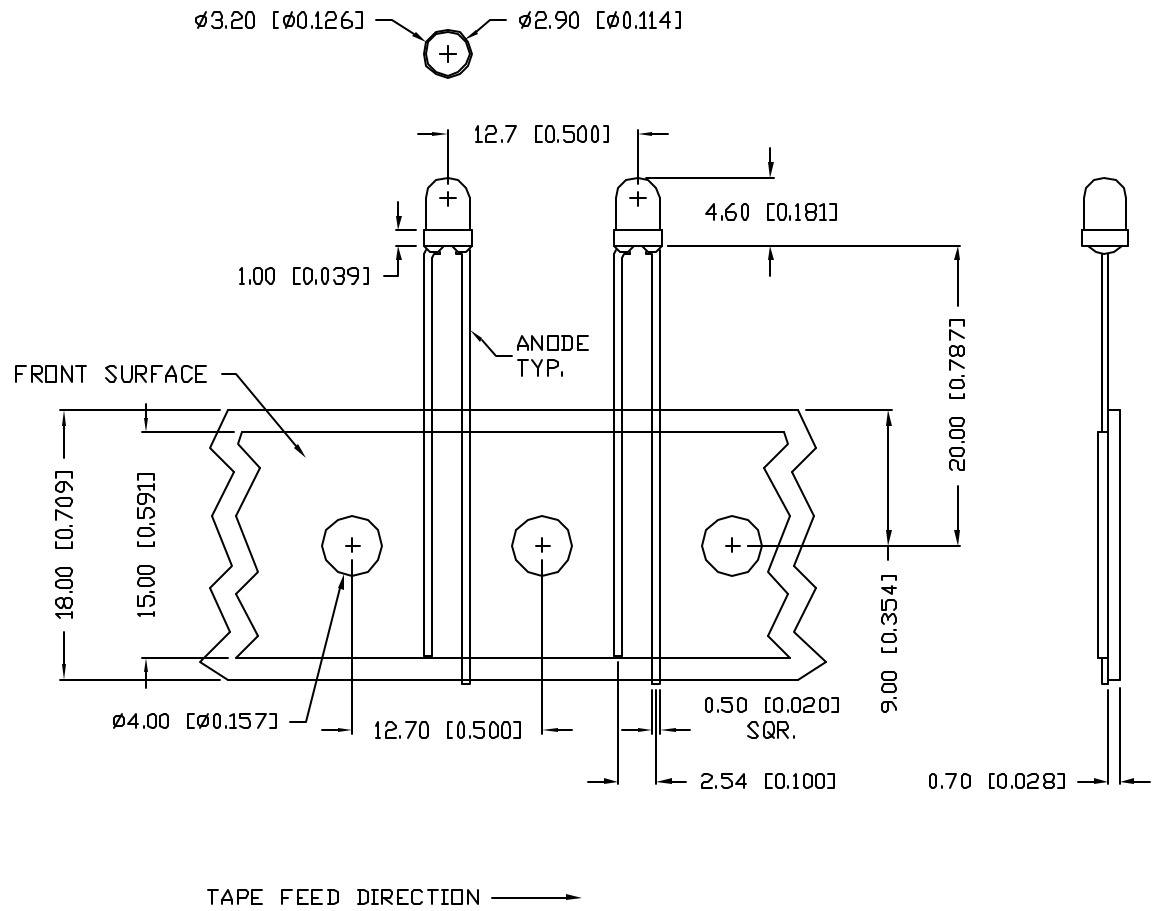 ø3.20 [ø0.126]
ø2.90 [ø0.114]
12.7 [0.500]
4.60 [0.181]
1.00 [0.039]
ANODE
TYP.
20.00 [0.787]
FRONT SURFACE
18.00 [0.709]
15.00 [0.591]
9.00 [0.354]
ø4.00 [ø0.157]
12.70 [0.500]
0.50 [0.020]
SQR.
2.54 [0.100]
0.70 [0.028]
TAPE FEED DIRECTION